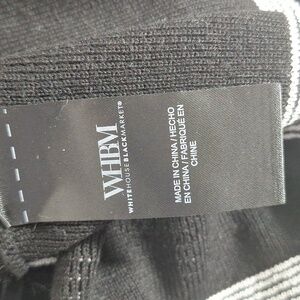 WHBM
WHITEHOUSEBLACKMARKET®
MADE IN CHINA / HECHO
EN CHINA / FABRIQUÉ EN
CHINE